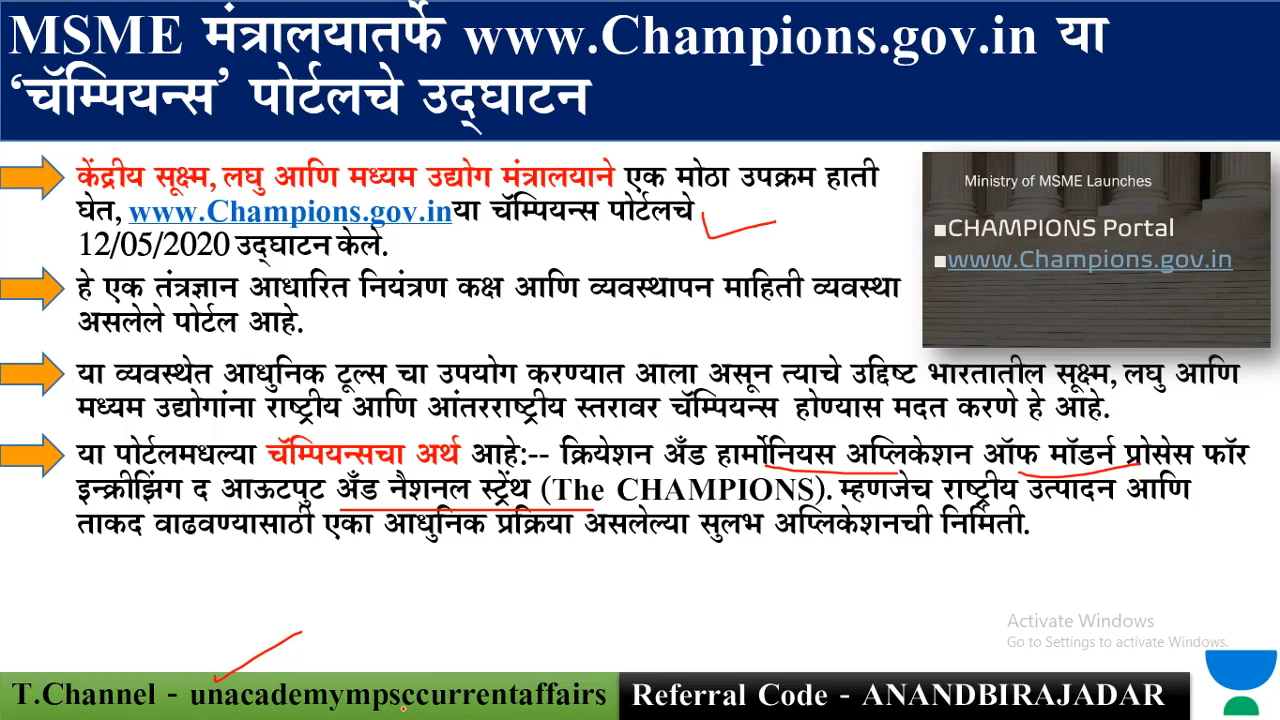 MSME मंत्रालयातर्फे www.Champions.gov.in या
‘चॅम्पियन्स’ पोर्टलचे उद्‌घाटन
केंद्रीय सूक्ष्म, लघु आणि मध्यम उद्योग मंत्रालयाने एक मोठा उपक्रम हाती
घेत, www.Champions.gov.inया चॅम्पियन्स पोर्टलचे
12/05/2020 उद्‌घाटन केले.
Ministry of MSME Launches
CHAMPIONS Portal
www.Champions.gov.in
हे एक तंत्रज्ञान आधारित नियंत्रण कक्ष आणि व्यवस्थापन माहिती व्यवस्था
असलेले पोर्टल आहे.
या व्यवस्थेत आधुनिक टूल्स चा उपयोग करण्यात आला असून त्याचे उद्दिष्ट भारतातील सूक्ष्म, लघु आणि
मध्यम उद्योगांना राष्ट्रीय आणि आंतरराष्ट्रीय स्तरावर चॅम्पियन्स होण्यास मदत करणे हे आहे.
या पोर्टलमधल्या चॅम्पियन्सचा अर्थ आहे:-- क्रियेशन अँड हार्मोनियस अप्लिकेशन ऑफ मॉडर्न प्रोसेस फॉर
इन्क्रीझिंग द आऊटपुट अँड नॅशनल स्ट्रेंथ (The CHAMPIONS). म्हणजेच राष्ट्रीय उत्पादन आणि
ताकद वाढवण्यासाठी एका आधुनिक प्रक्रिया असलेल्या सुलभ अप्लिकेशनची निमिती.
Activate Windows
Go to Settings to activate Windows.
T.Channel - unacademympsccurrentaffairs
Referral Code - ANANDBIRAJADAR